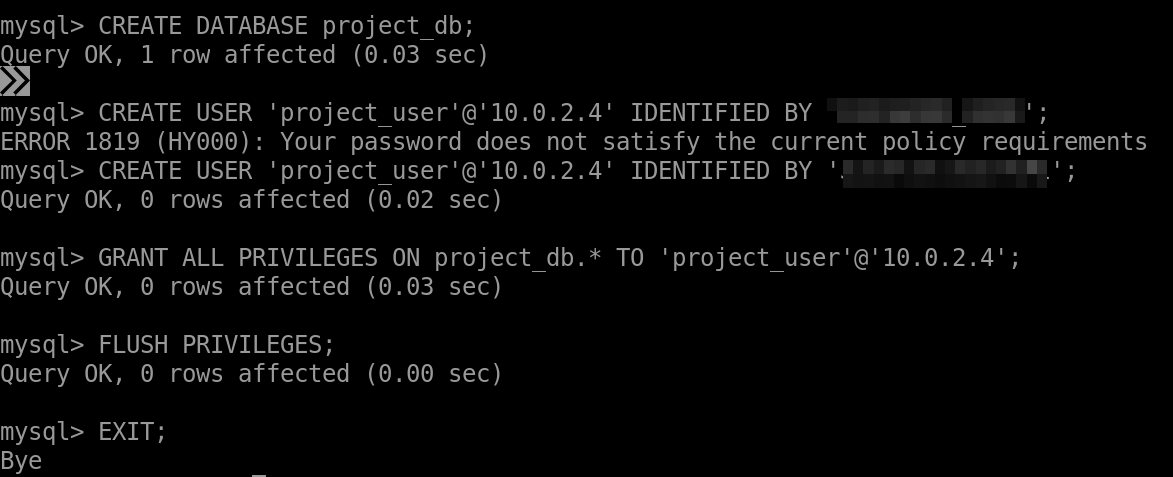 mysql> CREATE DATABASE project_db;
Query OK, 1 row affected (0.03 sec)
mysql> CREATE USER 'project_user'@'10.0.2.4' IDENTIFIED BY ';
ERROR 1819 (HY000): Your password does not satisfy the current policy requirements
mysql> CREATE USER 'project_user'@'10.0.2.4' IDENTIFIED BY '';
Query OK, 0 rows affected (0.02 sec)
mysql> GRANT ALL PRIVILEGES ON project_db.* TO 'project_user'@'10.0.2.4';
Query OK, 0 rows affected (0.03 sec)
mysql> FLUSH PRIVILEGES;
Query OK, 0 rows affected (0.00 sec)
mysql> EXIT;
Bye